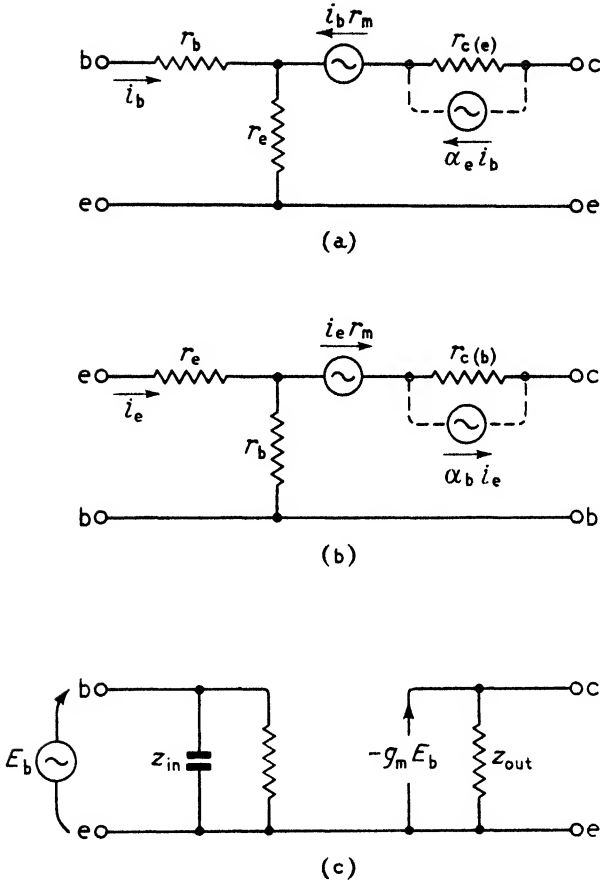 i_b r_m
b r_b r_c(e) c
i_b
r_e
α_e i_b
e e
(a)
i_e r_m
e r_e r_c(b) c
i_e
r_b
α_b i_e
b b
(b)
b c
E_b z_in -g_m E_b z_out
e e
(c)